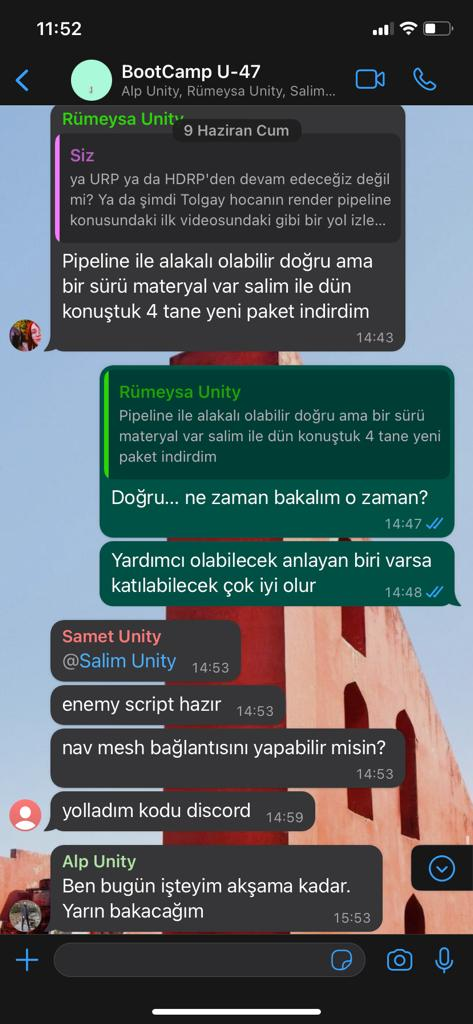 11:52
BootCamp U-47
Alp Unity, Rümeysa Unity, Salim...
Rümeysa Unity
9 Haziran Cum
Siz
ya URP ya da HDRP'den devam edeceğiz değil
mi? Ya da şimdi Tolgay hocanın render pipeline
konusundaki ilk videosundaki gibi bir yol izle...
Pipeline ile alakalı olabilir doğru ama
bir sürü materyal var salim ile dün
konuştuk 4 tane yeni paket indirdim
14:43
Rümeysa Unity
Pipeline ile alakalı olabilir doğru ama bir sürü
materyal var salim ile dün konuştuk 4 tane yeni
paket indirdim
Doğru... ne zaman bakalım o zaman?
14:47
Yardımcı olabilecek anlayan biri varsa
katılabilecek çok iyi olur
14:48
Samet Unity
@Salim Unity 14:53
enemy script hazır 14:53
nav mesh bağlantısını yapabilir misin?
14:53
yolladım kodu discord 14:59
Alp Unity
Ben bugün işteyim akşama kadar.
Yarın bakacağım 15:53